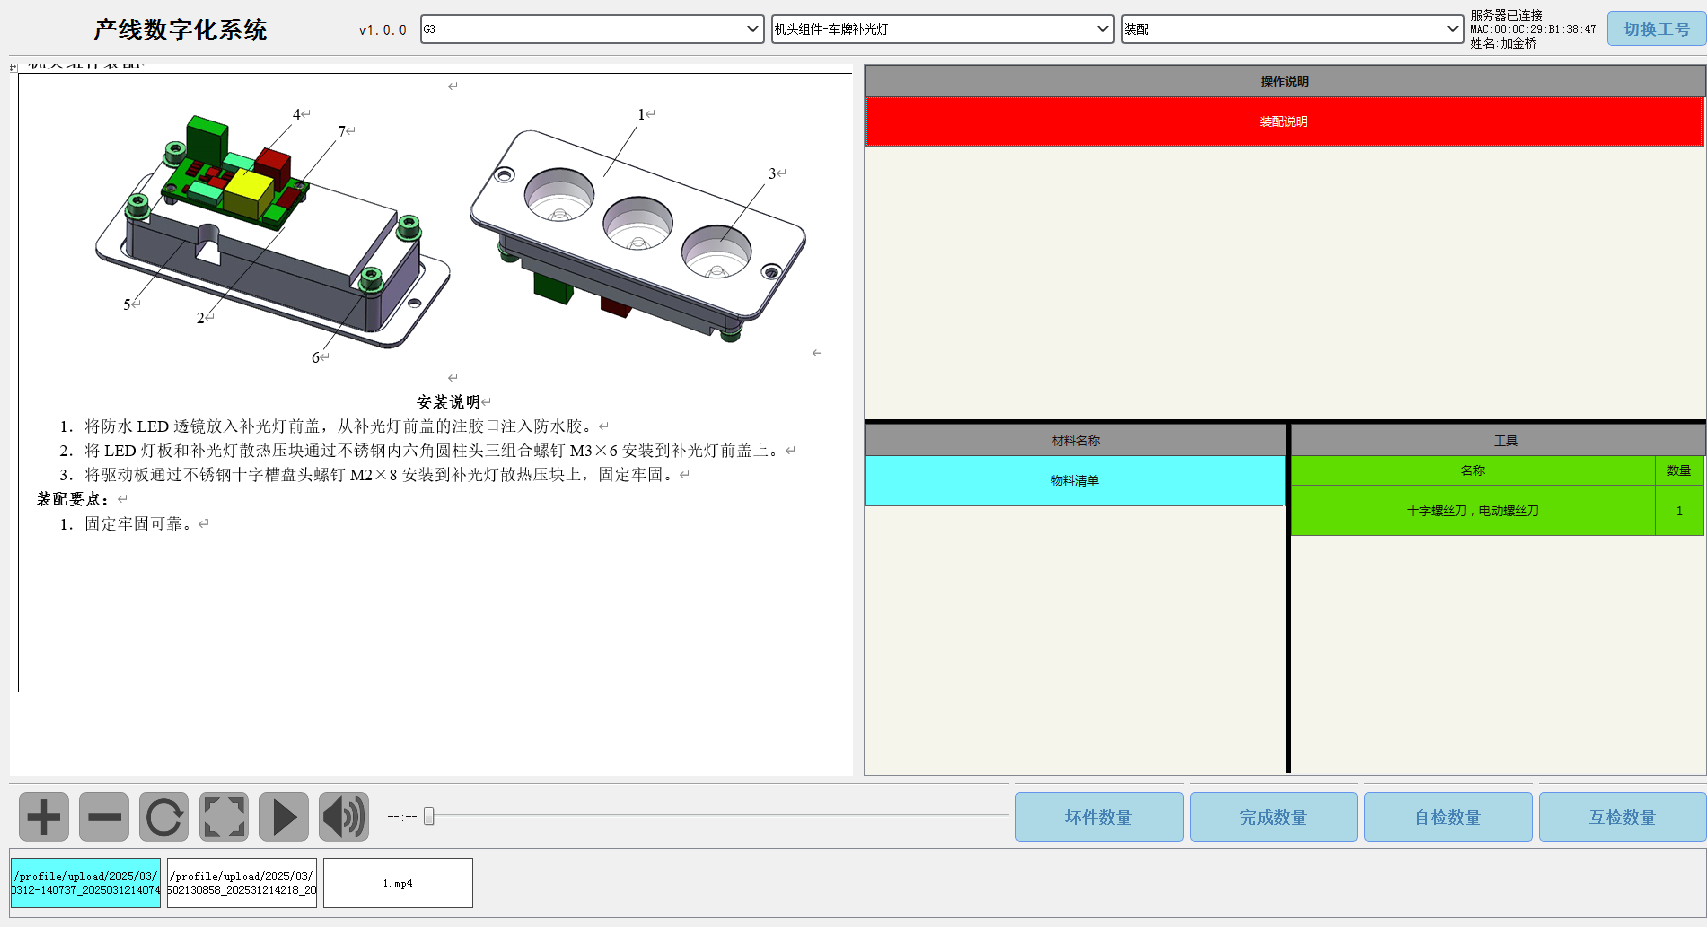 产线数字化系统
v1.0.0
G3
机头组件-车牌补光灯
装配
服务器已连接
MAC:00:0C:29:B1:38:47
姓名:加金桥
切换工号
4
7
5
2
6
1
3
安装说明
1. 将防水 LED 透镜放入补光灯前盖，从补光灯前盖的注胶口注入防水胶。
2. 将 LED 灯板和补光灯散热压块通过不锈钢内六角圆柱头三组合螺钉 M3×6 安装到补光灯前盖上。
3. 将驱动板通过不锈钢十字槽盘头螺钉 M2×8 安装到补光灯散热压块上，固定牢固。
装配要点：
1. 固定牢固可靠。
操作说明
装配说明
材料名称
物料清单
工具
名称 数量
十字螺丝刀，电动螺丝刀 1
--:--
坏件数量
完成数量
自检数量
互检数量
/profile/upload/2025/03/
0312-140737_2025031214074
/profile/upload/2025/03/
502130858_202531214218_20
1.mp4